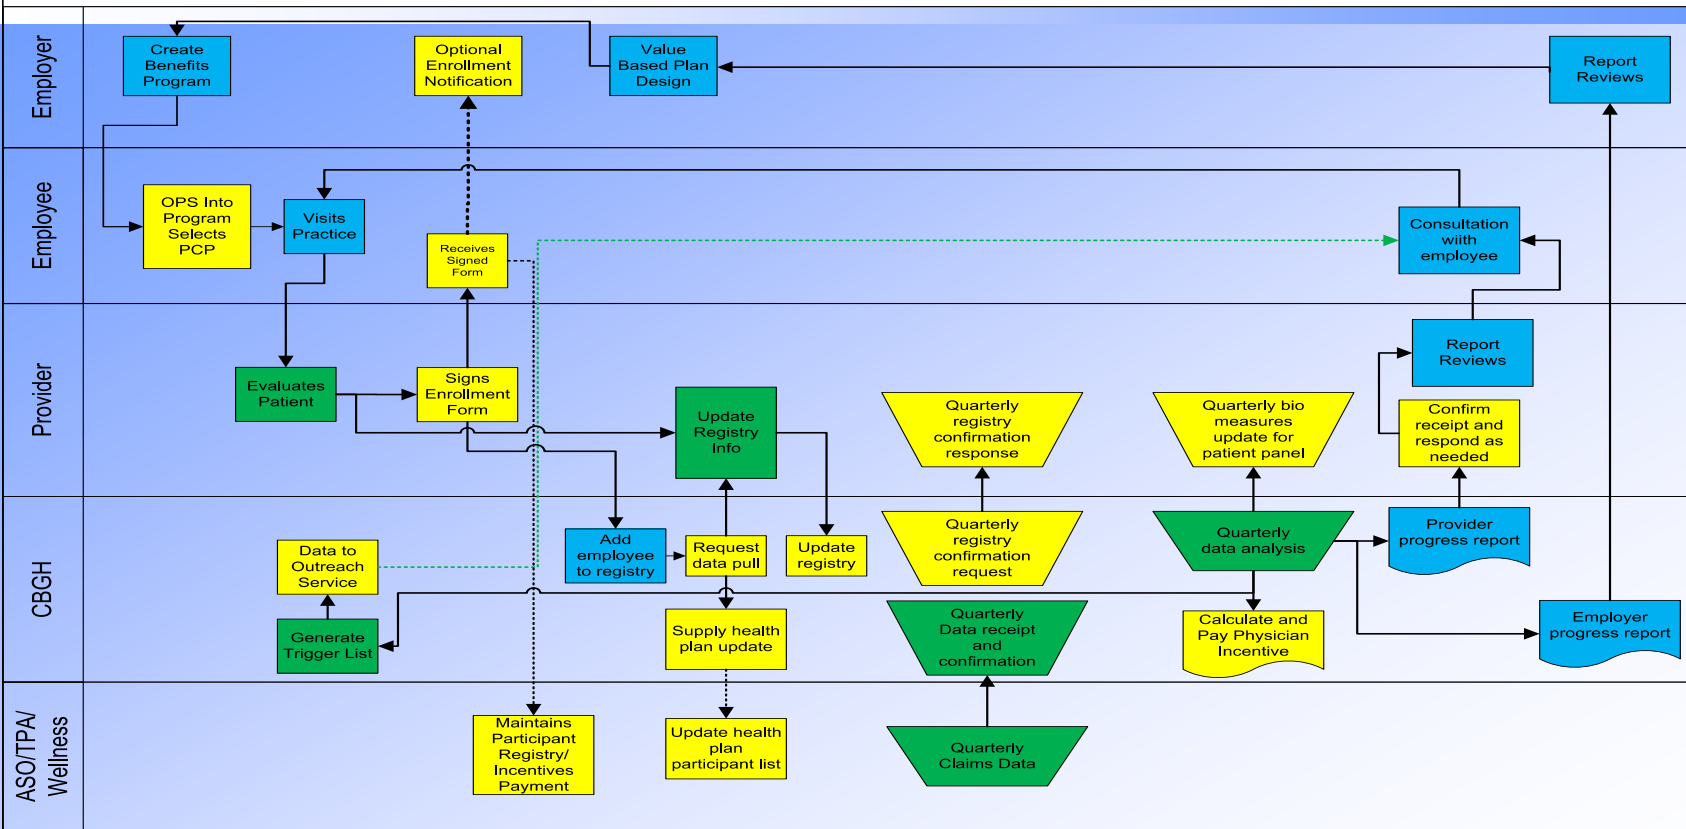 Employer
Create
Benefits
Program
Optional
Enrollment
Notification
Value
Based Plan
Design
Report
Reviews
Employee
OPS Into
Program
Selects
PCP
Visits
Practice
Receives
Signed
Form
Consultation
wiith
employee
Provider
Evaluates
Patient
Signs
Enrollment
Form
Update
Registry
Info
Quarterly
registry
confirmation
response
Quarterly bio
measures
update for
patient panel
Report
Reviews
Confirm
receipt and
respond as
needed
CBGH
Data to
Outreach
Service
Generate
Trigger List
Add
employee
to registry
Request
data pull
Update
registry
Supply health
plan update
Quarterly
registry
confirmation
request
Quarterly
Data receipt
and
confirmation
Quarterly
data analysis
Calculate and
Pay Physician
Incentive
Provider
progress report
Employer
progress report
ASO/TPA/
Wellness
Maintains
Participant
Registry/
Incentives
Payment
Update health
plan
participant list
Quarterly
Claims Data